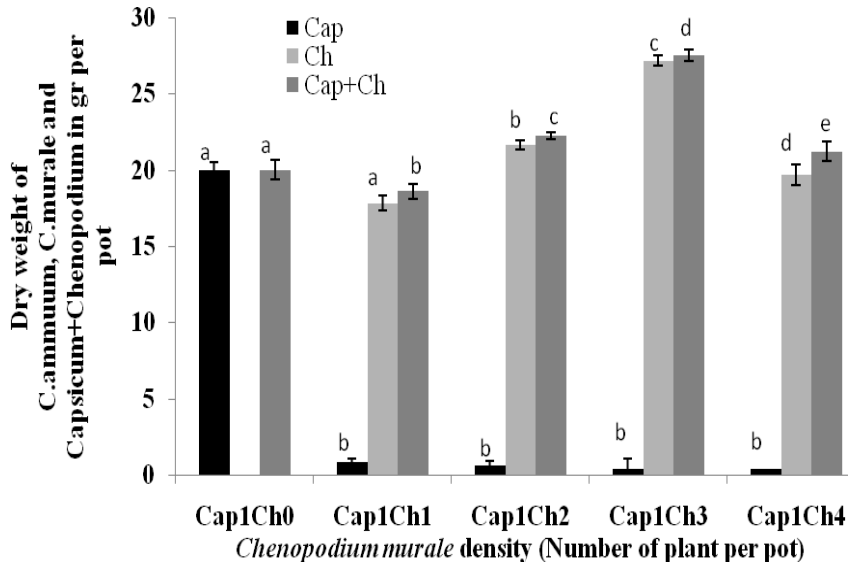 Dry weight of
C.ammuum, C.murale and
Capsicum+Chenopodium in gr per
pot
30
25
20
15
10
5
0
Cap
Ch
Cap+Ch
a a
b a b
b b c
b c d
b d e
Cap1Ch0 Cap1Ch1 Cap1Ch2 Cap1Ch3 Cap1Ch4
Chenopodium murale density (Number of plant per pot)